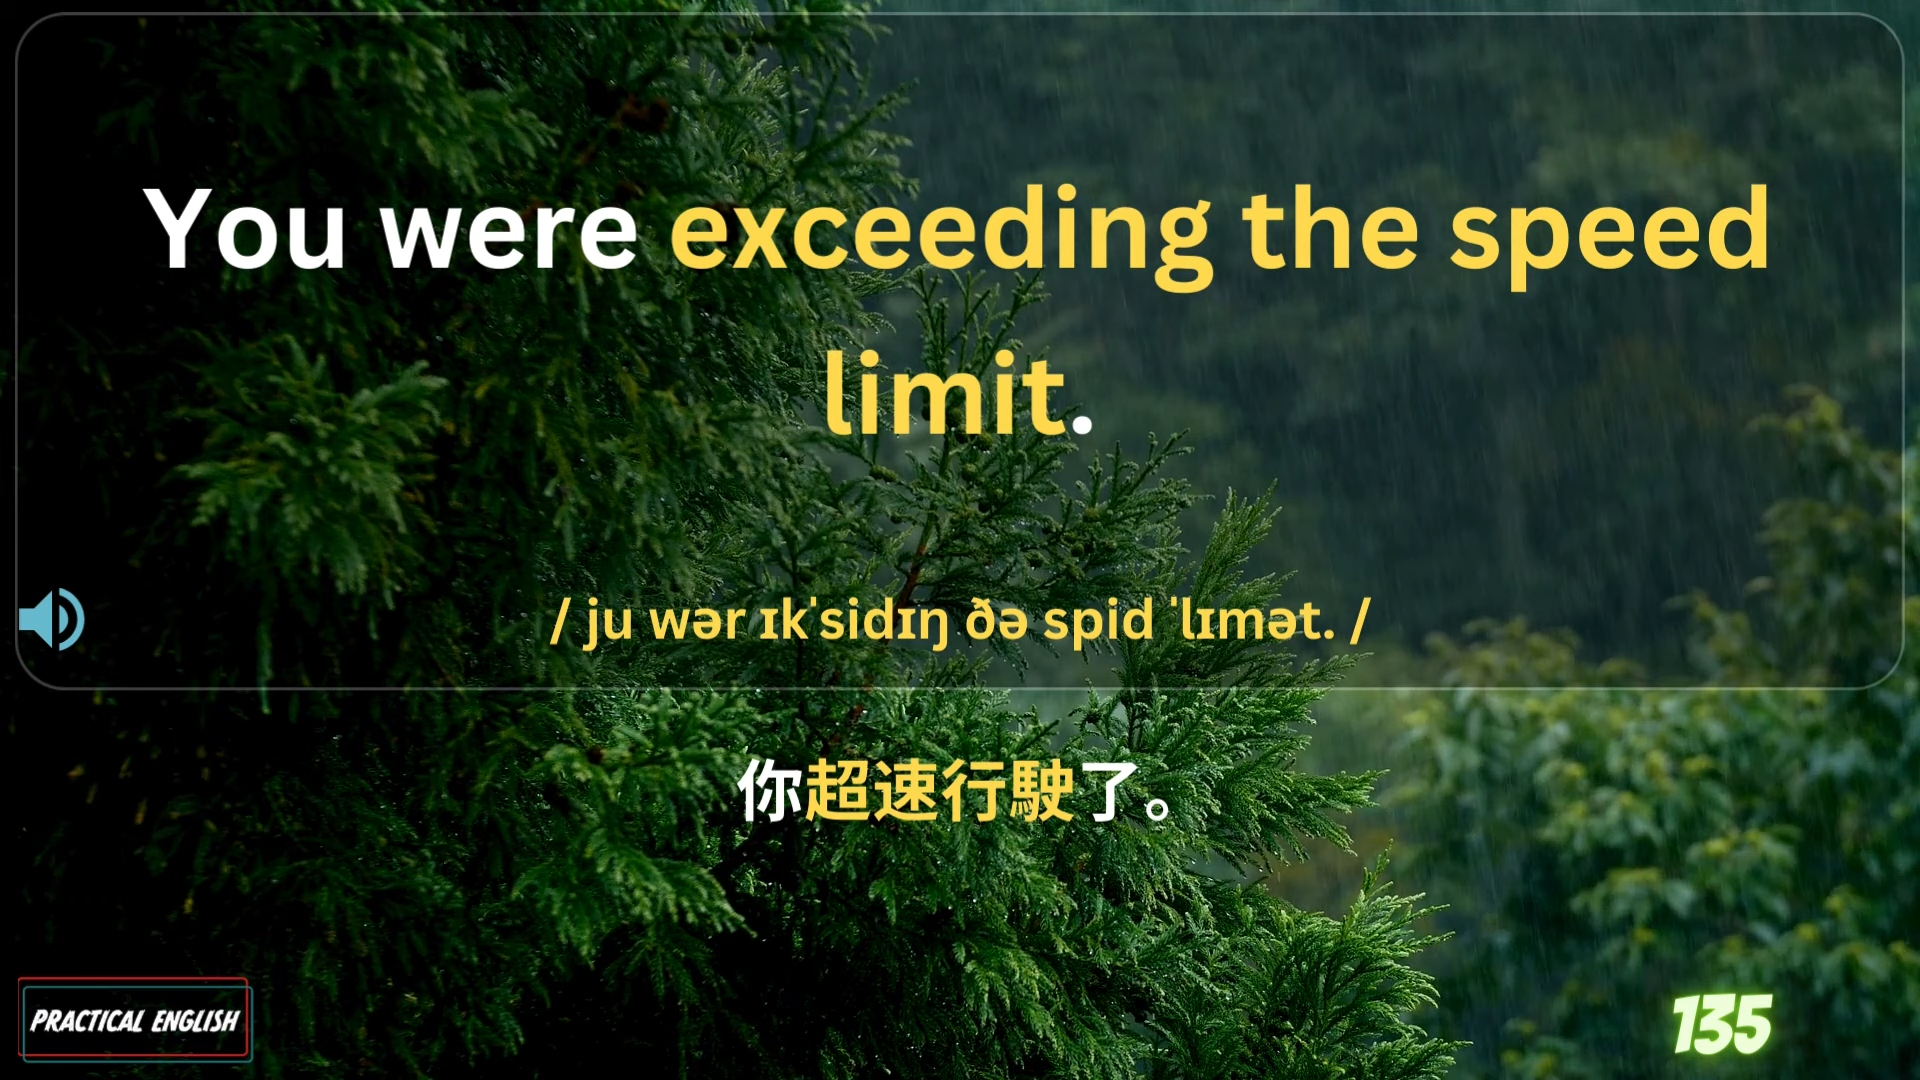 You were exceeding the speed
limit.
/ ju wər ɪkˈsidɪŋ ðə spid ˈlɪmət. /
你超速行駛了。
PRACTICAL ENGLISH
135